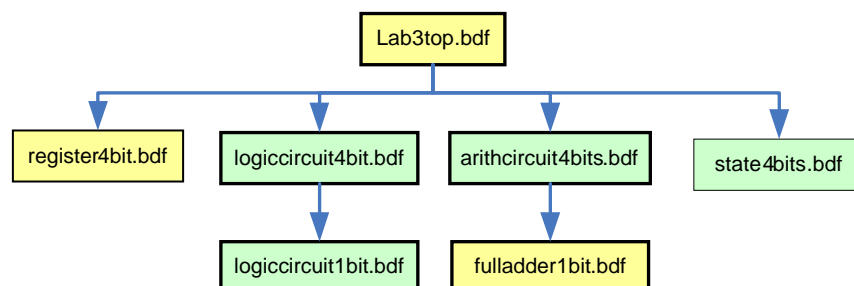 Lab3top.bdf
register4bit.bdf
logiccircuit4bit.bdf
arithcircuit4bits.bdf
state4bits.bdf
logiccircuit1bit.bdf
fulladder1bit.bdf